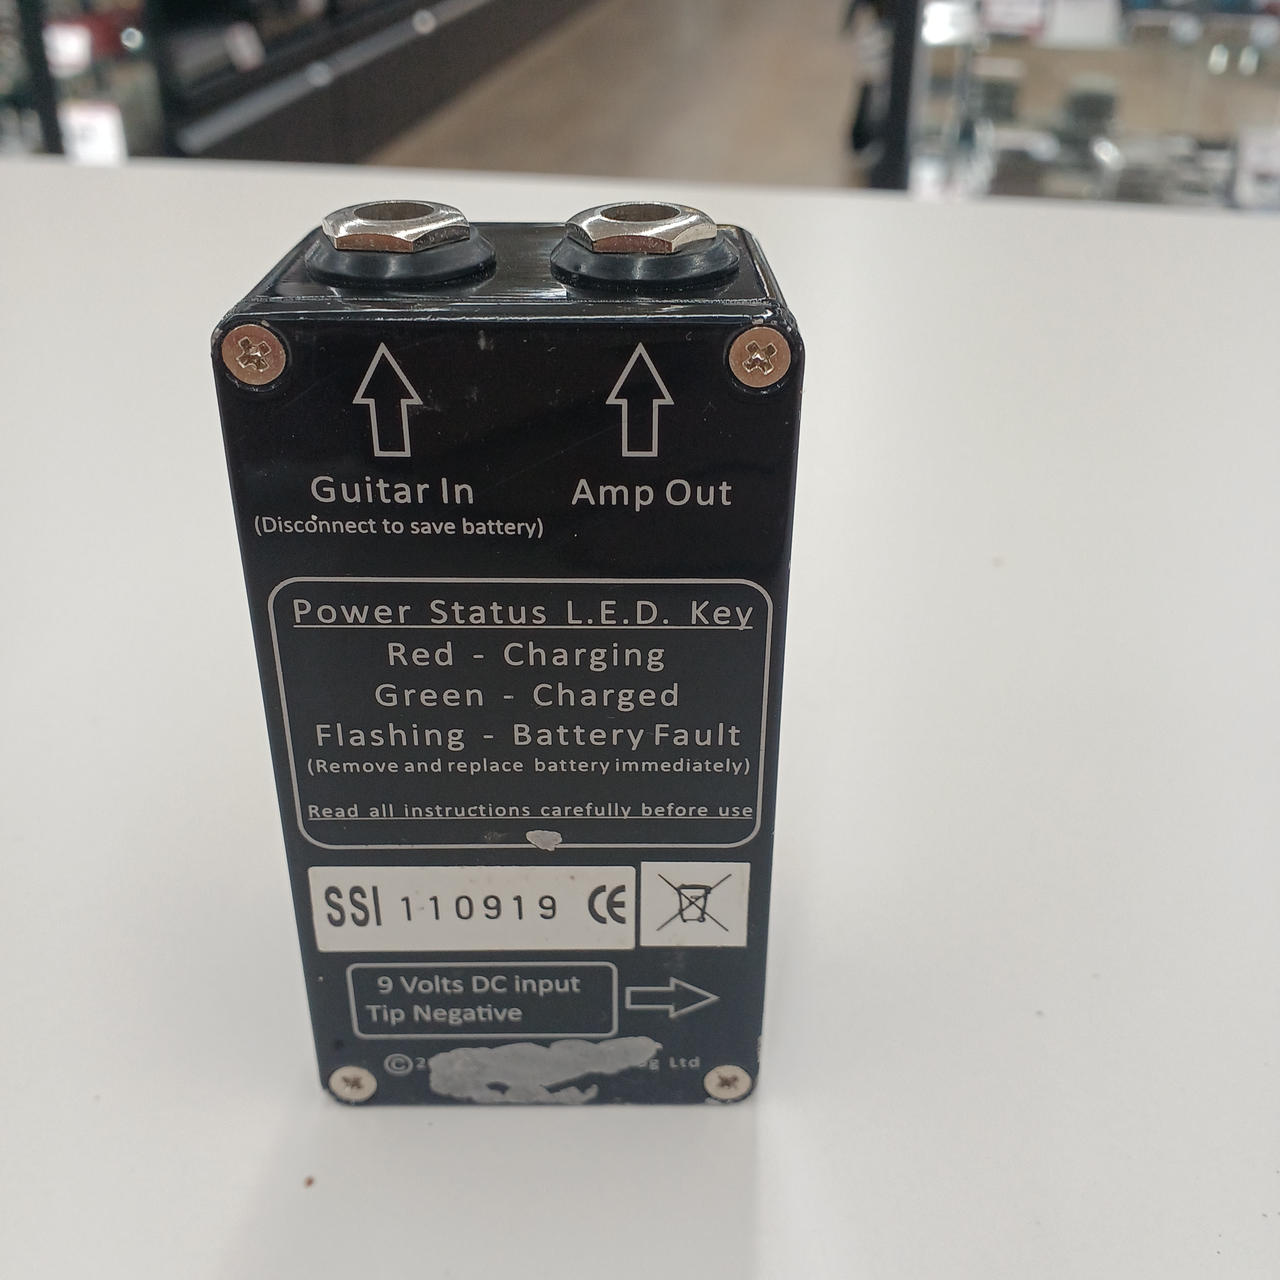 Guitar In
(Disconnect to save battery)
Amp Out
Power Status L.E.D. Key
Red - Charging
Green - Charged
Flashing - Battery Fault
(Remove and replace battery immediately)
Read all instructions carefully before use
SSI 110919 CE
9 Volts DC input
Tip Negative
© Ltd